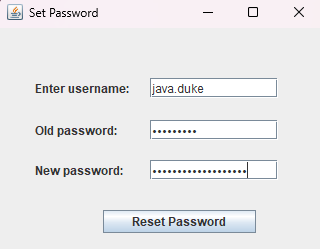 Set Password
Enter username: java.duke
Old password: •••••••••
New password: •••••••••••••••••••
Reset Password